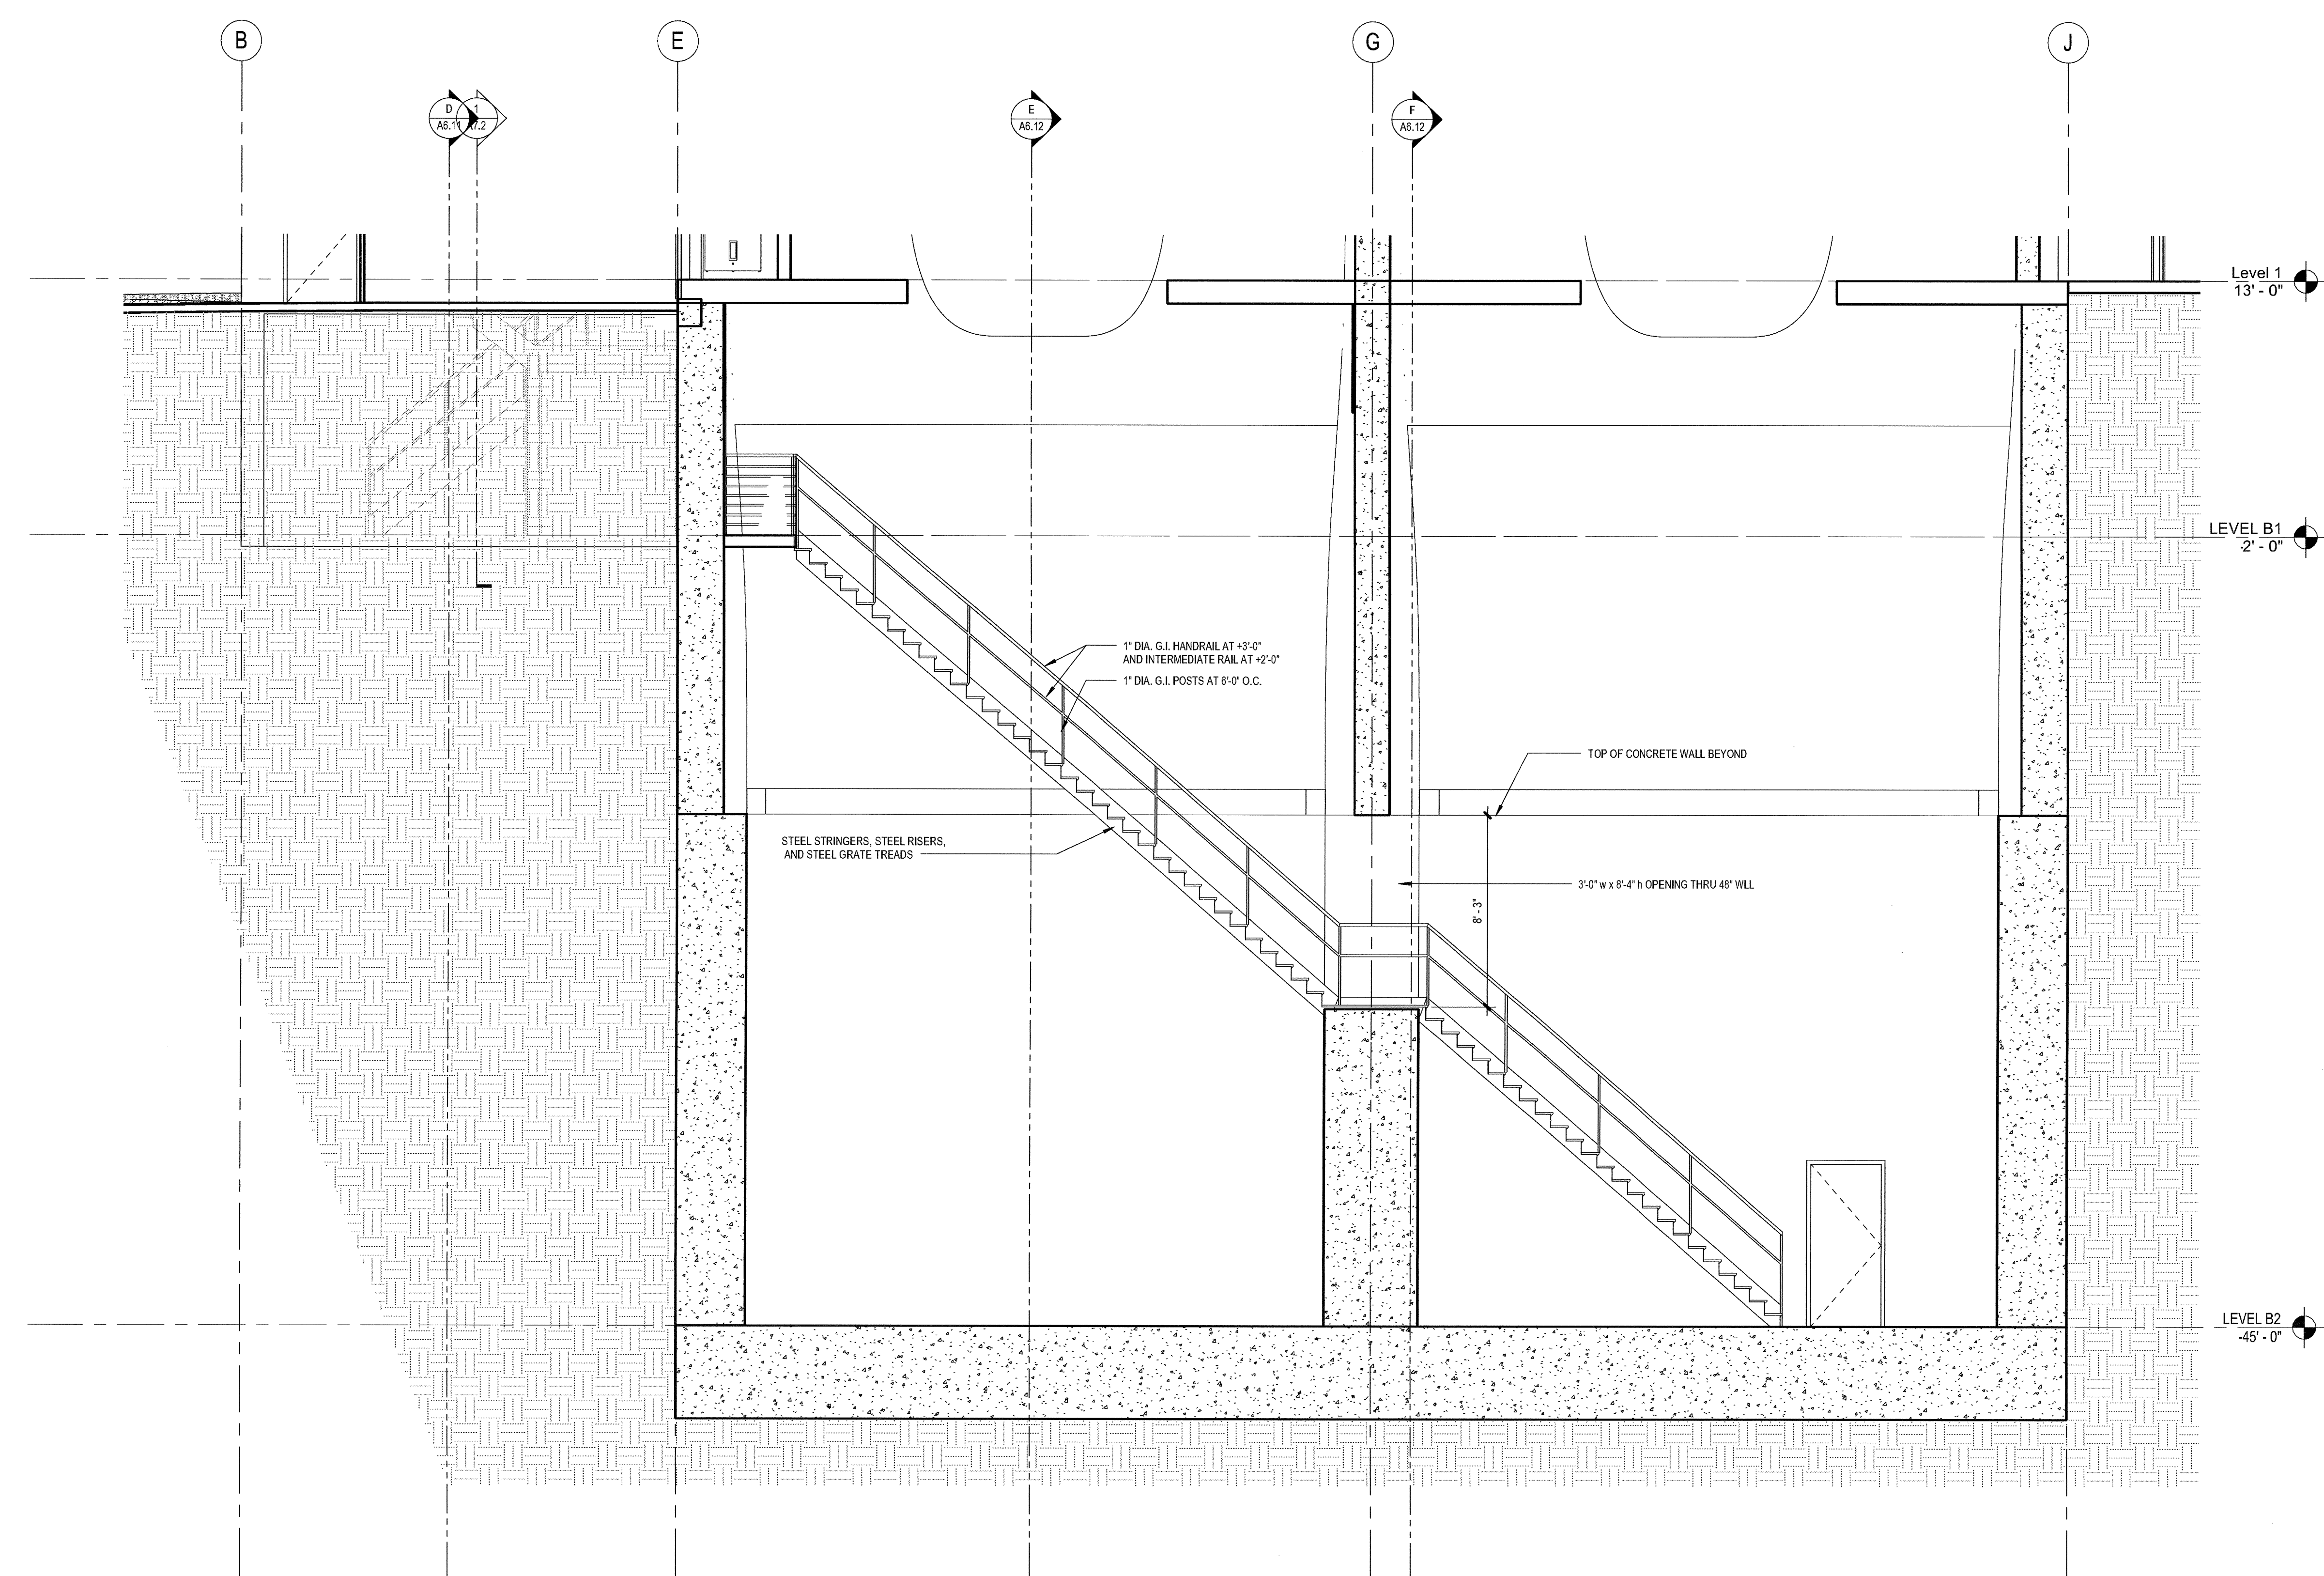 B
E
G
J
D
A6.11
1
A7.2
E
A6.12
F
A6.12
Level 1
13' - 0"
LEVEL B1
-2' - 0"
1" DIA. G.I. HANDRAIL AT +3'-0"
AND INTERMEDIATE RAIL AT +2'-0"
1" DIA. G.I. POSTS AT 6'-0" O.C.
TOP OF CONCRETE WALL BEYOND
STEEL STRINGERS, STEEL RISERS,
AND STEEL GRATE TREADS
3'-0" w x 8'-4" h OPENING THRU 48" WLL
8' - 3"
LEVEL B2
-45' - 0"